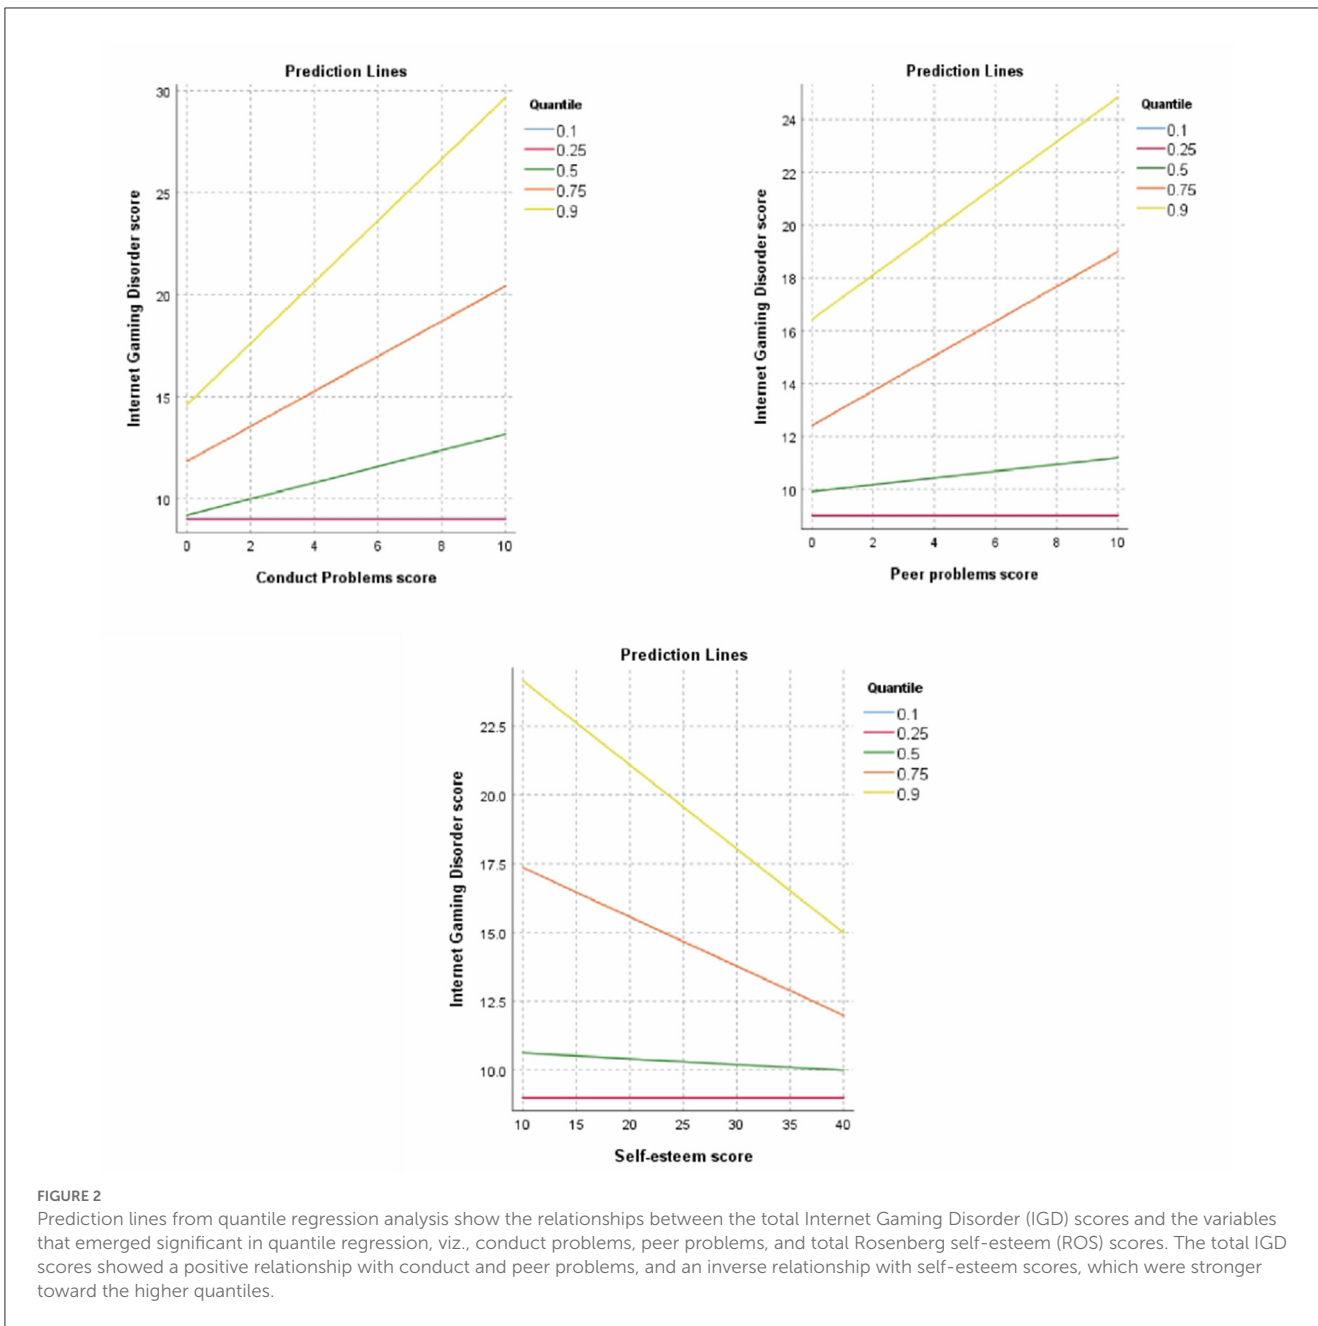 Prediction Lines
30
25
20
15
10
0 2 4 6 8 10
Internet Gaming Disorder score
Conduct Problems score
Quantile
0.1
0.25
0.5
0.75
0.9
Prediction Lines
24
22
20
18
16
14
12
10
0 2 4 6 8 10
Internet Gaming Disorder score
Peer problems score
Quantile
0.1
0.25
0.5
0.75
0.9
Prediction Lines
22.5
20.0
17.5
15.0
12.5
10.0
10 15 20 25 30 35 40
Internet Gaming Disorder score
Self-esteem score
Quantile
0.1
0.25
0.5
0.75
0.9
FIGURE 2
Prediction lines from quantile regression analysis show the relationships between the total Internet Gaming Disorder (IGD) scores and the variables
that emerged significant in quantile regression, viz., conduct problems, peer problems, and total Rosenberg self-esteem (ROS) scores. The total IGD
scores showed a positive relationship with conduct and peer problems, and an inverse relationship with self-esteem scores, which were stronger
toward the higher quantiles.